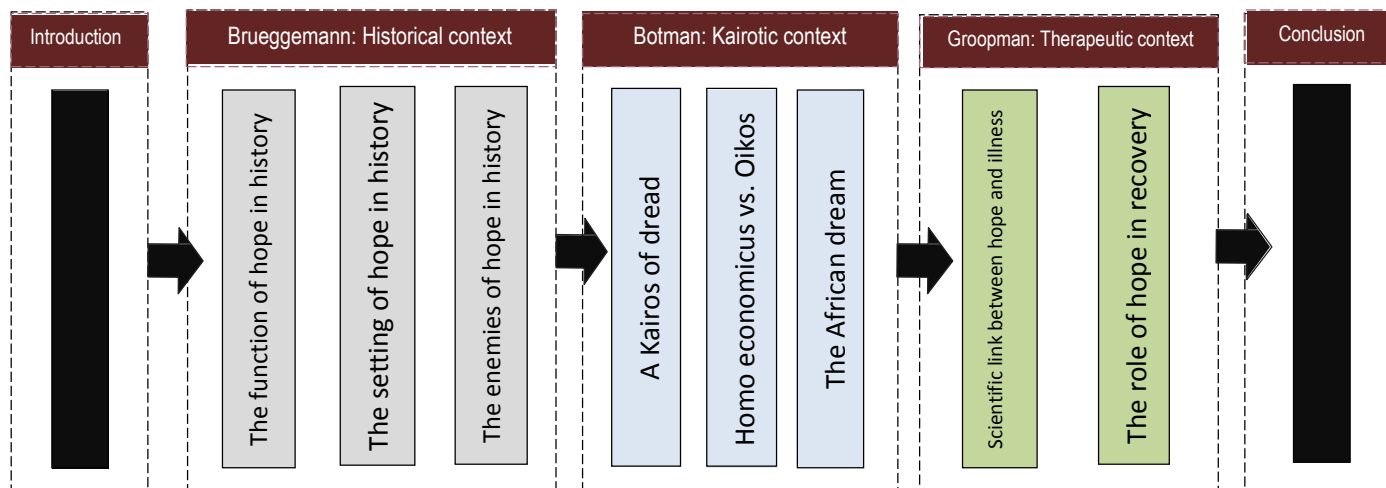 Introduction
Brueggemann: Historical context
Botman: Kairotic context
Groopman: Therapeutic context
Conclusion
The function of hope in history
The setting of hope in history
The enemies of hope in history
A Kairos of dread
Homo economicus vs. Oikos
The African dream
Scientific link between hope and illness
The role of hope in recovery